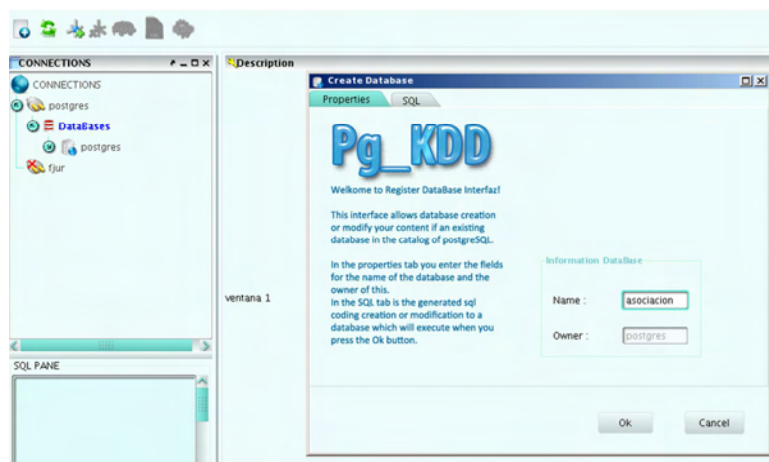 CONNECTIONS
CONNECTIONS
postgres
DataBases
postgres
fjur
SQL PANE
Description
ventana 1
Create Database
Properties
SQL
Pg_KDD
Welkome to Register DataBase Interfaz!
This interface allows database creation
or modify your content if an existing
database in the catalog of postgreSQL.
In the properties tab you enter the fields
for the name of the database and the
owner of this.
In the SQL tab is the generated sql
coding creation or modification to a
database which will execute when you
press the Ok button.
Information DataBase
Name : asociacion
Owner : postgres
Ok Cancel